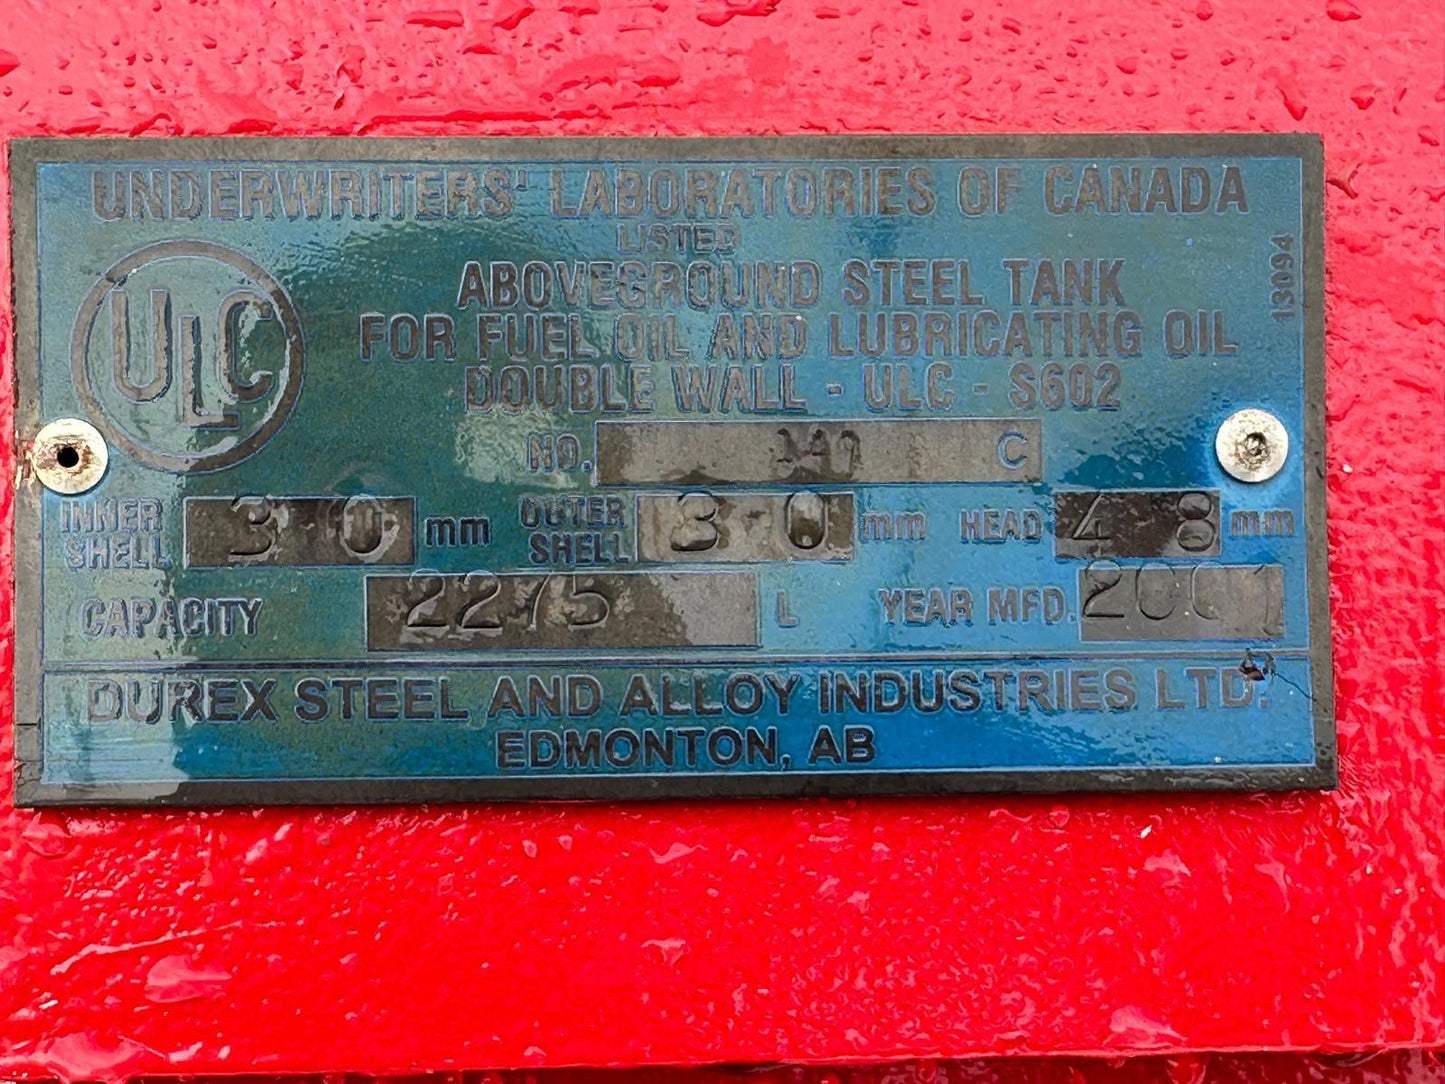 UNDERWRITERS' LABORATORIES OF CANADA
LISTED
ULC
ABOVEGROUND STEEL TANK
FOR FUEL OIL AND LUBRICATING OIL
DOUBLE WALL - ULC - S602
13094
NO. C
INNER SHELL 3 0 mm OUTER SHELL 3-0 mm HEAD 4 8 mm
CAPACITY 2275 L YEAR MFD. 2001
DUREX STEEL AND ALLOY INDUSTRIES LTD.
EDMONTON, AB